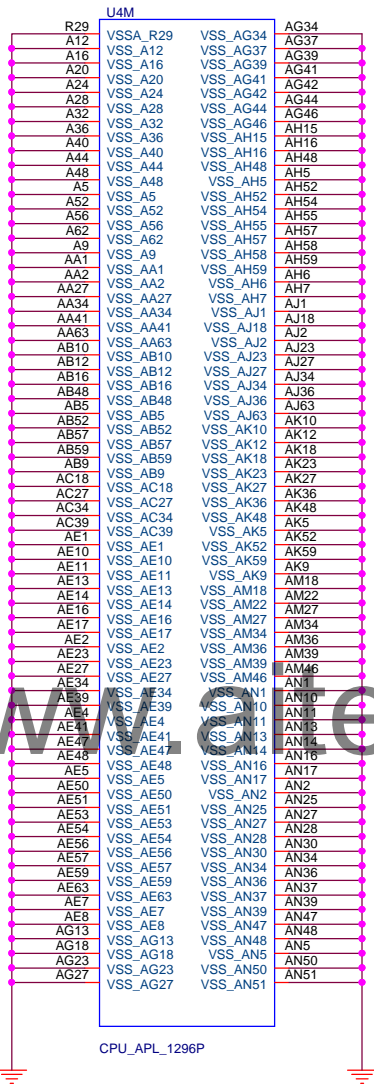 U4M
R29 VSSA_R29 VSS_AG34 AG34
A12 VSS_A12 VSS_AG37 AG37
A16 VSS_A16 VSS_AG39 AG39
A20 VSS_A20 VSS_AG41 AG41
A24 VSS_A24 VSS_AG42 AG42
A28 VSS_A28 VSS_AG44 AG44
A32 VSS_A32 VSS_AG46 AG46
A36 VSS_A36 VSS_AH15 AH15
A40 VSS_A40 VSS_AH16 AH16
A44 VSS_A44 VSS_AH48 AH48
A48 VSS_A48 VSS_AH5 AH5
A5 VSS_A5 VSS_AH52 AH52
A52 VSS_A52 VSS_AH54 AH54
A56 VSS_A56 VSS_AH55 AH55
A62 VSS_A62 VSS_AH57 AH57
A9 VSS_A9 VSS_AH58 AH58
AA1 VSS_AA1 VSS_AH59 AH59
AA2 VSS_AA2 VSS_AH6 AH6
AA27 VSS_AA27 VSS_AH7 AH7
AA34 VSS_AA34 VSS_AJ1 AJ1
AA41 VSS_AA41 VSS_AJ18 AJ18
AA63 VSS_AA63 VSS_AJ2 AJ2
AB10 VSS_AB10 VSS_AJ23 AJ23
AB12 VSS_AB12 VSS_AJ27 AJ27
AB16 VSS_AB16 VSS_AJ34 AJ34
AB48 VSS_AB48 VSS_AJ36 AJ36
AB5 VSS_AB5 VSS_AJ63 AJ63
AB52 VSS_AB52 VSS_AK10 AK10
AB57 VSS_AB57 VSS_AK12 AK12
AB59 VSS_AB59 VSS_AK18 AK18
AB9 VSS_AB9 VSS_AK23 AK23
AC18 VSS_AC18 VSS_AK27 AK27
AC27 VSS_AC27 VSS_AK36 AK36
AC34 VSS_AC34 VSS_AK48 AK48
AC39 VSS_AC39 VSS_AK5 AK5
AE1 VSS_AE1 VSS_AK52 AK52
AE10 VSS_AE10 VSS_AK59 AK59
AE11 VSS_AE11 VSS_AK9 AK9
AE13 VSS_AE13 VSS_AM18 AM18
AE14 VSS_AE14 VSS_AM22 AM22
AE16 VSS_AE16 VSS_AM27 AM27
AE17 VSS_AE17 VSS_AM34 AM34
AE2 VSS_AE2 VSS_AM36 AM36
AE23 VSS_AE23 VSS_AM39 AM39
AE27 VSS_AE27 VSS_AM46 AM46
AE34 VSS_AE34 VSS_AN1 AN1
AE39 VSS_AE39 VSS_AN10 AN10
AE4 VSS_AE4 VSS_AN11 AN11
AE41 VSS_AE41 VSS_AN13 AN13
AE47 VSS_AE47 VSS_AN14 AN14
AE48 VSS_AE48 VSS_AN16 AN16
AE5 VSS_AE5 VSS_AN17 AN17
AE50 VSS_AE50 VSS_AN2 AN2
AE51 VSS_AE51 VSS_AN25 AN25
AE53 VSS_AE53 VSS_AN27 AN27
AE54 VSS_AE54 VSS_AN28 AN28
AE56 VSS_AE56 VSS_AN30 AN30
AE57 VSS_AE57 VSS_AN34 AN34
AE59 VSS_AE59 VSS_AN36 AN36
AE63 VSS_AE63 VSS_AN37 AN37
AE7 VSS_AE7 VSS_AN39 AN39
AE8 VSS_AE8 VSS_AN47 AN47
AG13 VSS_AG13 VSS_AN48 AN48
AG18 VSS_AG18 VSS_AN5 AN5
AG23 VSS_AG23 VSS_AN50 AN50
AG27 VSS_AG27 VSS_AN51 AN51
CPU_APL_1296P